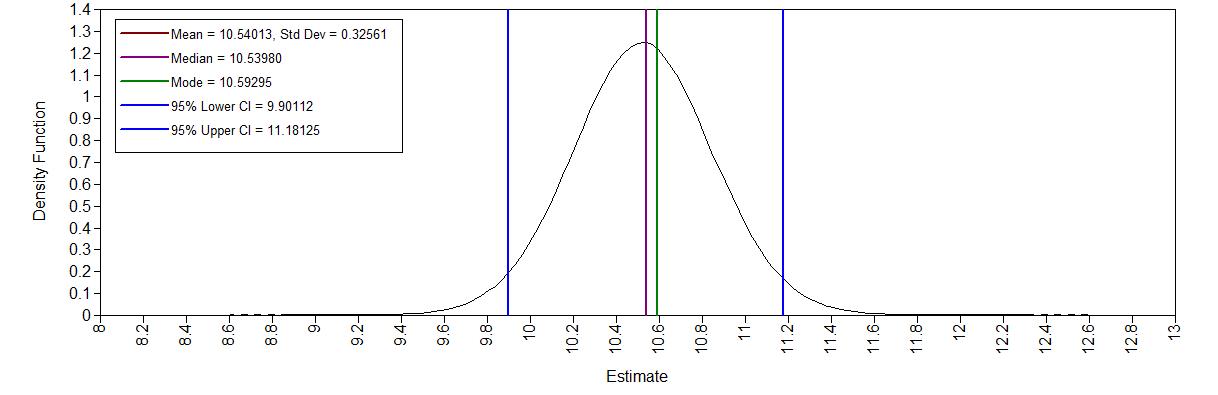 1.4
1.3
1.2
1.1
1
0.9
0.8
0.7
0.6
0.5
0.4
0.3
0.2
0.1
0
Density Function
Mean = 10.54013, Std Dev = 0.32561
Median = 10.53980
Mode = 10.59295
95% Lower CI = 9.90112
95% Upper CI = 11.18125
8 8.2 8.4 8.6 8.8 9 9.2 9.4 9.6 9.8 10 10.2 10.4 10.6 10.8 11 11.2 11.4 11.6 11.8 12 12.2 12.4 12.6 12.8 13
Estimate